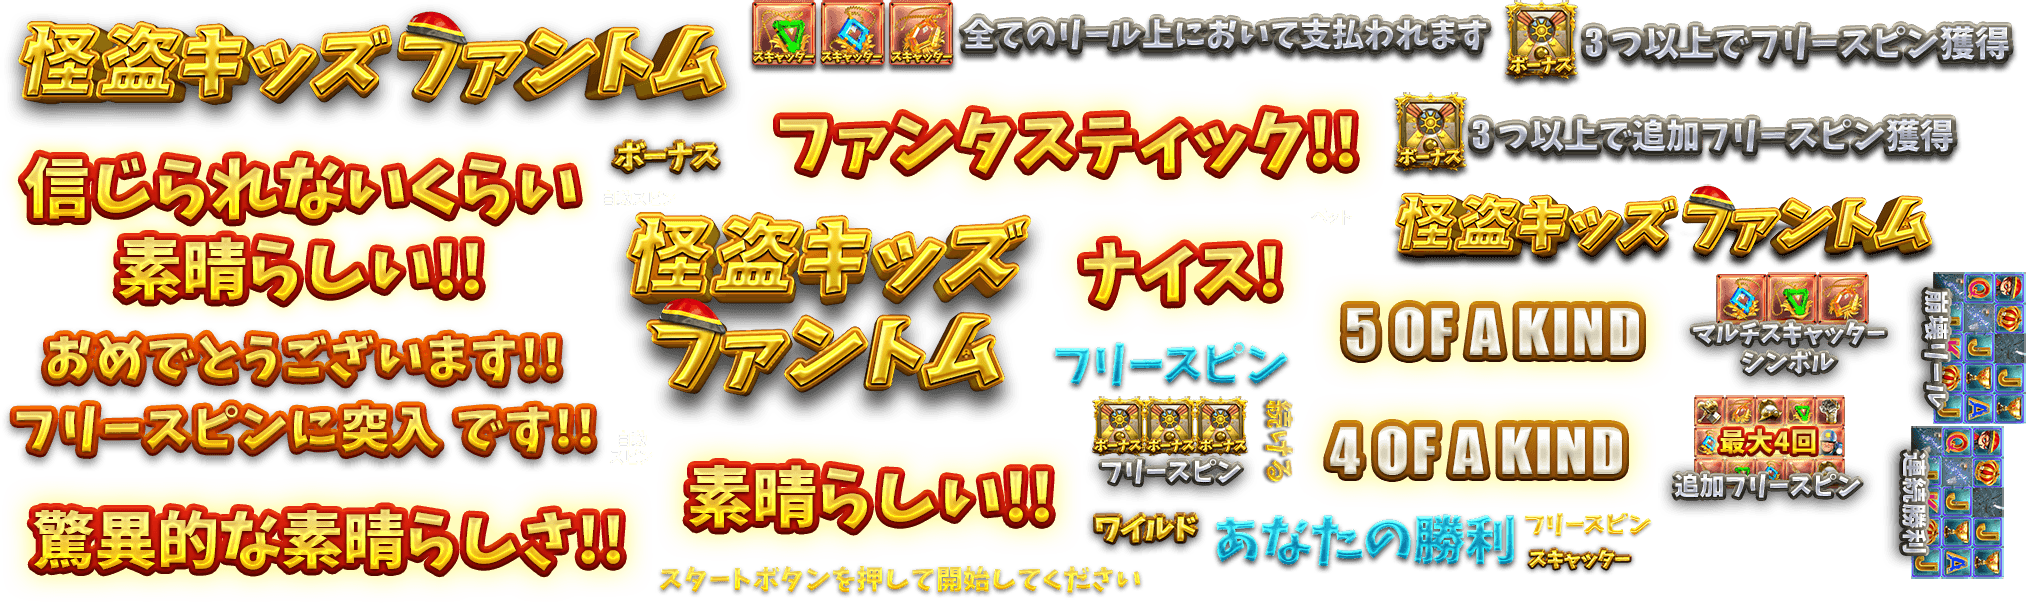 怪盗キッズ ファントム
スキャッター スキャッター スキャッター 全てのリール上において支払われます
ボーナス 3つ以上でフリースピン獲得
ボーナス
ファンタスティック!!
ボーナス 3つ以上で追加フリースピン獲得
信じられないくらい
素晴らしい!!
怪盗キッズ
ファントム
ナイス!
怪盗キッズ ファントム
おめでとうございます!!
フリースピンに突入 です!!
フリースピン
5 OF A KIND
マルチスキャッター
シンボル
崩壊リール
ボーナス ボーナス ボーナス
フリースピン
続ける
4 OF A KIND
最大4回
追加フリースピン
連続勝利
驚異的な素晴らしさ!!
素晴らしい!!
ワイルド
あなたの勝利
フリースピン
スキャッター
スタートボタンを押して開始してください